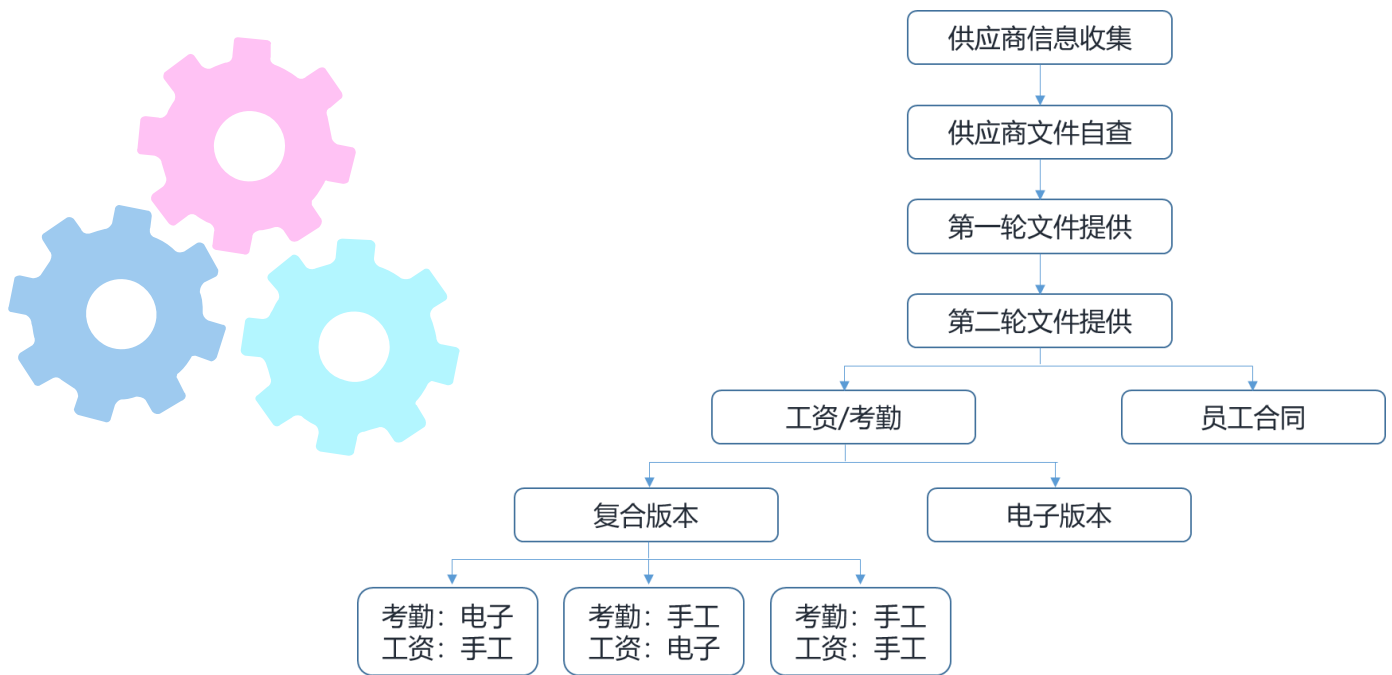 供应商信息收集
供应商文件自查
第一轮文件提供
第二轮文件提供
工资/考勤
员工合同
复合版本
电子版本
考勤：电子
工资：手工
考勤：手工
工资：电子
考勤：手工
工资：手工